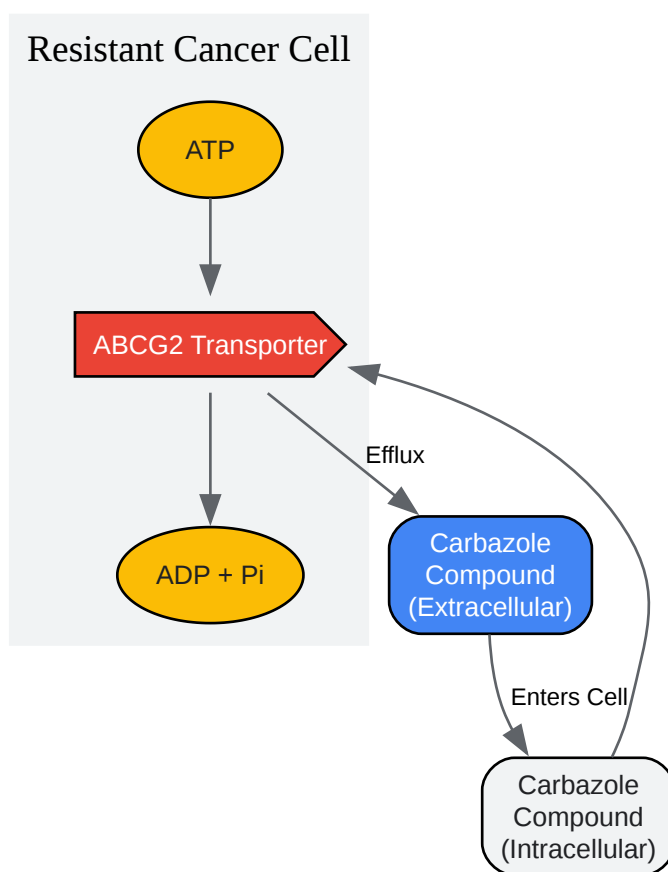 Resistant Cancer Cell
ATP
ABCG2 Transporter
Efflux
Carbazole
Compound
(Extracellular)
ADP + Pi
Enters Cell
Carbazole
Compound
(Intracellular)